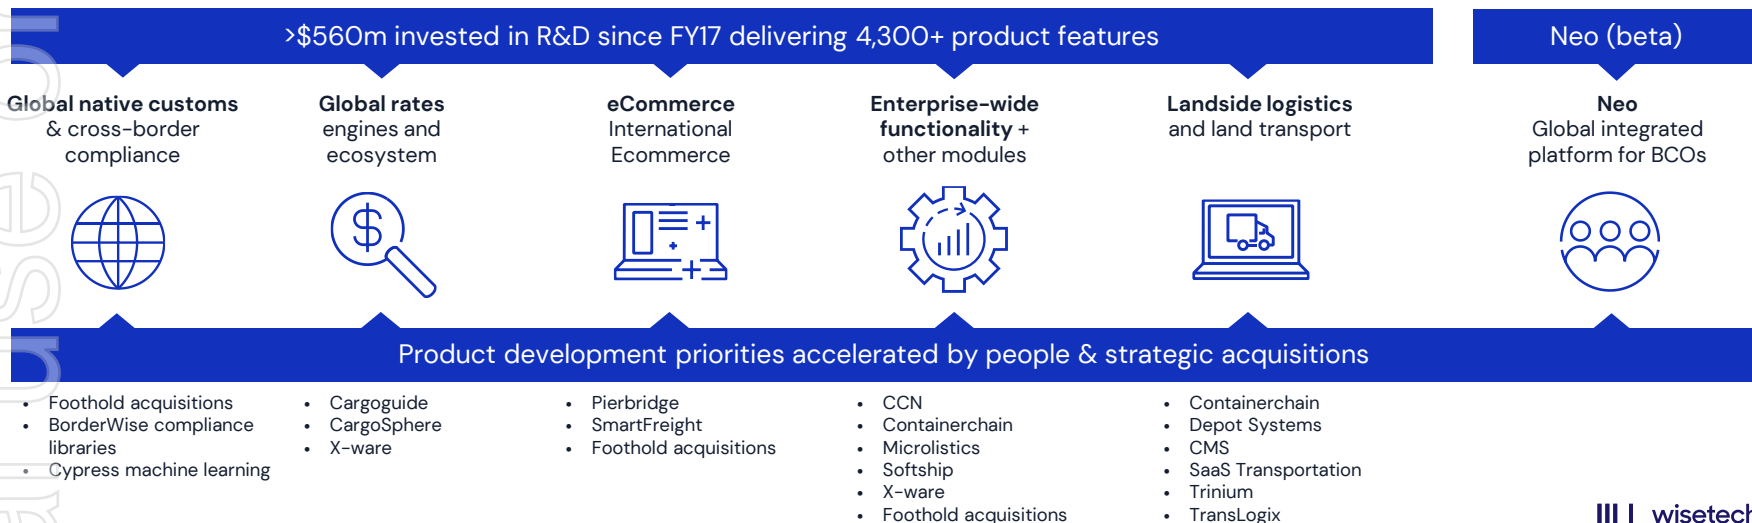 >$560m invested in R&D since FY17 delivering 4,300+ product features
Neo (beta)
Global native customs
& cross-border
compliance
Global rates
engines and
ecosystem
eCommerce
International
Ecommerce
Enterprise-wide
functionality +
other modules
Landside logistics
and land transport
Neo
Global integrated
platform for BCOs
$
Product development priorities accelerated by people & strategic acquisitions
• Foothold acquisitions
• BorderWise compliance
libraries
• Cypress machine learning
• Cargoguide
• CargoSphere
• X-ware
• Pierbridge
• SmartFreight
• Foothold acquisitions
• CCN
• Containerchain
• Microlistics
• Softship
• X-ware
• Foothold acquisitions
• Containerchain
• Depot Systems
• CMS
• SaaS Transportation
• Trinium
• TransLogix
wisetech
use